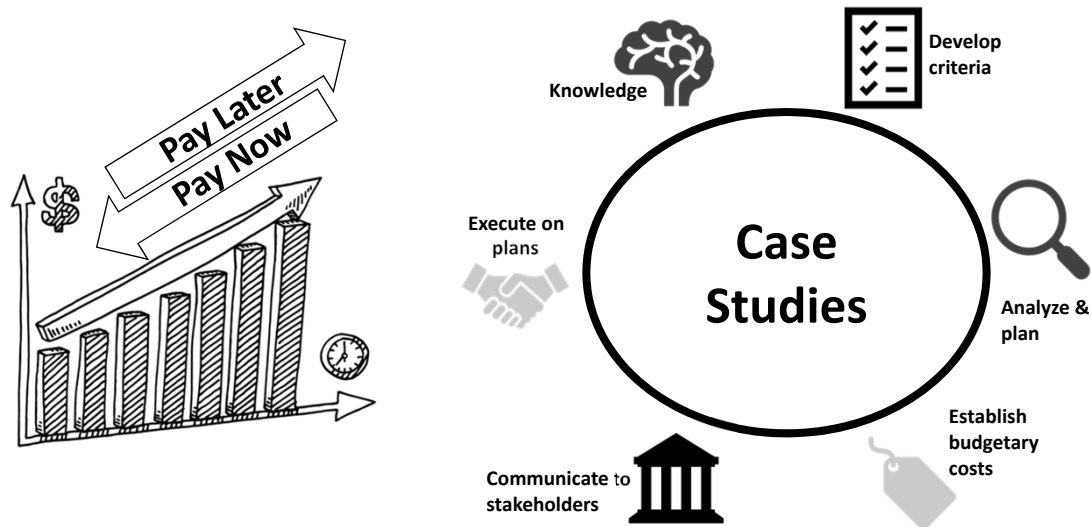 Pay Later
Pay Now
$
Knowledge
Develop
criteria
Execute on
plans
Case
Studies
Analyze &
plan
Establish
budgetary
costs
Communicate to
stakeholders